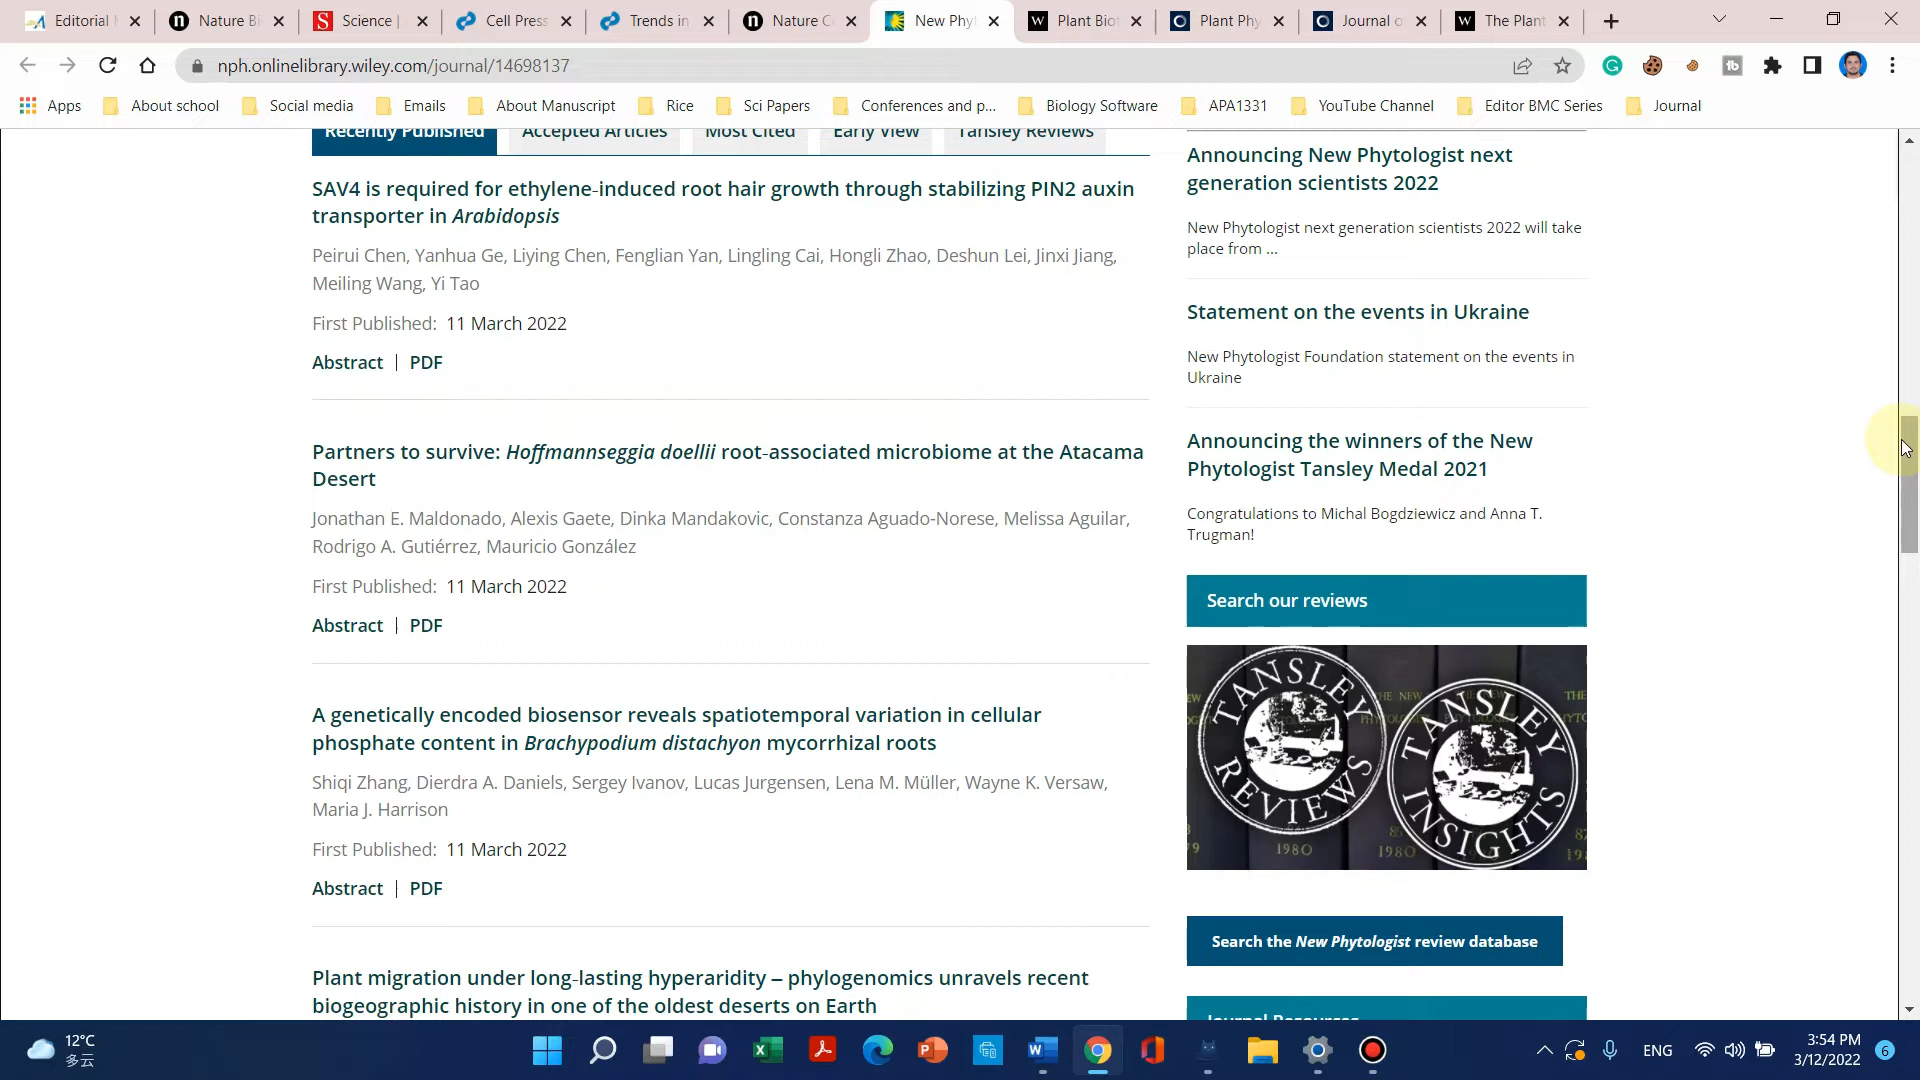 Editorial M
Nature Bi
Science |
Cell Press
Trends in
Nature C
New Phyt
Plant Biot
Plant Phy
Journal o
The Plant
nph.onlinelibrary.wiley.com/journal/14698137
Apps
About school
Social media
Emails
About Manuscript
Rice
Sci Papers
Conferences and p...
Biology Software
APA1331
YouTube Channel
Editor BMC Series
Journal
Recently Published
Accepted Articles
Most Cited
Early View
Tansley Reviews
SAV4 is required for ethylene-induced root hair growth through stabilizing PIN2 auxin
transporter in Arabidopsis
Peirui Chen, Yanhua Ge, Liying Chen, Fenglian Yan, Lingling Cai, Hongli Zhao, Deshun Lei, Jinxi Jiang,
Meiling Wang, Yi Tao
First Published: 11 March 2022
Abstract | PDF
Partners to survive: Hoffmannseggia doellii root-associated microbiome at the Atacama
Desert
Jonathan E. Maldonado, Alexis Gaete, Dinka Mandakovic, Constanza Aguado-Norese, Melissa Aguilar,
Rodrigo A. Gutiérrez, Mauricio González
First Published: 11 March 2022
Abstract | PDF
A genetically encoded biosensor reveals spatiotemporal variation in cellular
phosphate content in Brachypodium distachyon mycorrhizal roots
Shiqi Zhang, Dierdra A. Daniels, Sergey Ivanov, Lucas Jurgensen, Lena M. Müller, Wayne K. Versaw,
Maria J. Harrison
First Published: 11 March 2022
Abstract | PDF
Plant migration under long-lasting hyperaridity – phylogenomics unravels recent
biogeographic history in one of the oldest deserts on Earth
Announcing New Phytologist next
generation scientists 2022
New Phytologist next generation scientists 2022 will take
place from ...
Statement on the events in Ukraine
New Phytologist Foundation statement on the events in
Ukraine
Announcing the winners of the New
Phytologist Tansley Medal 2021
Congratulations to Michal Bogdziewicz and Anna T.
Trugman!
Search our reviews
TANSLEY
REVIEWS
TANSLEY
INSIGHTS
1980
1980
Search the New Phytologist review database
Journal Resources
12°C
多云
ENG
3:54 PM
3/12/2022
6